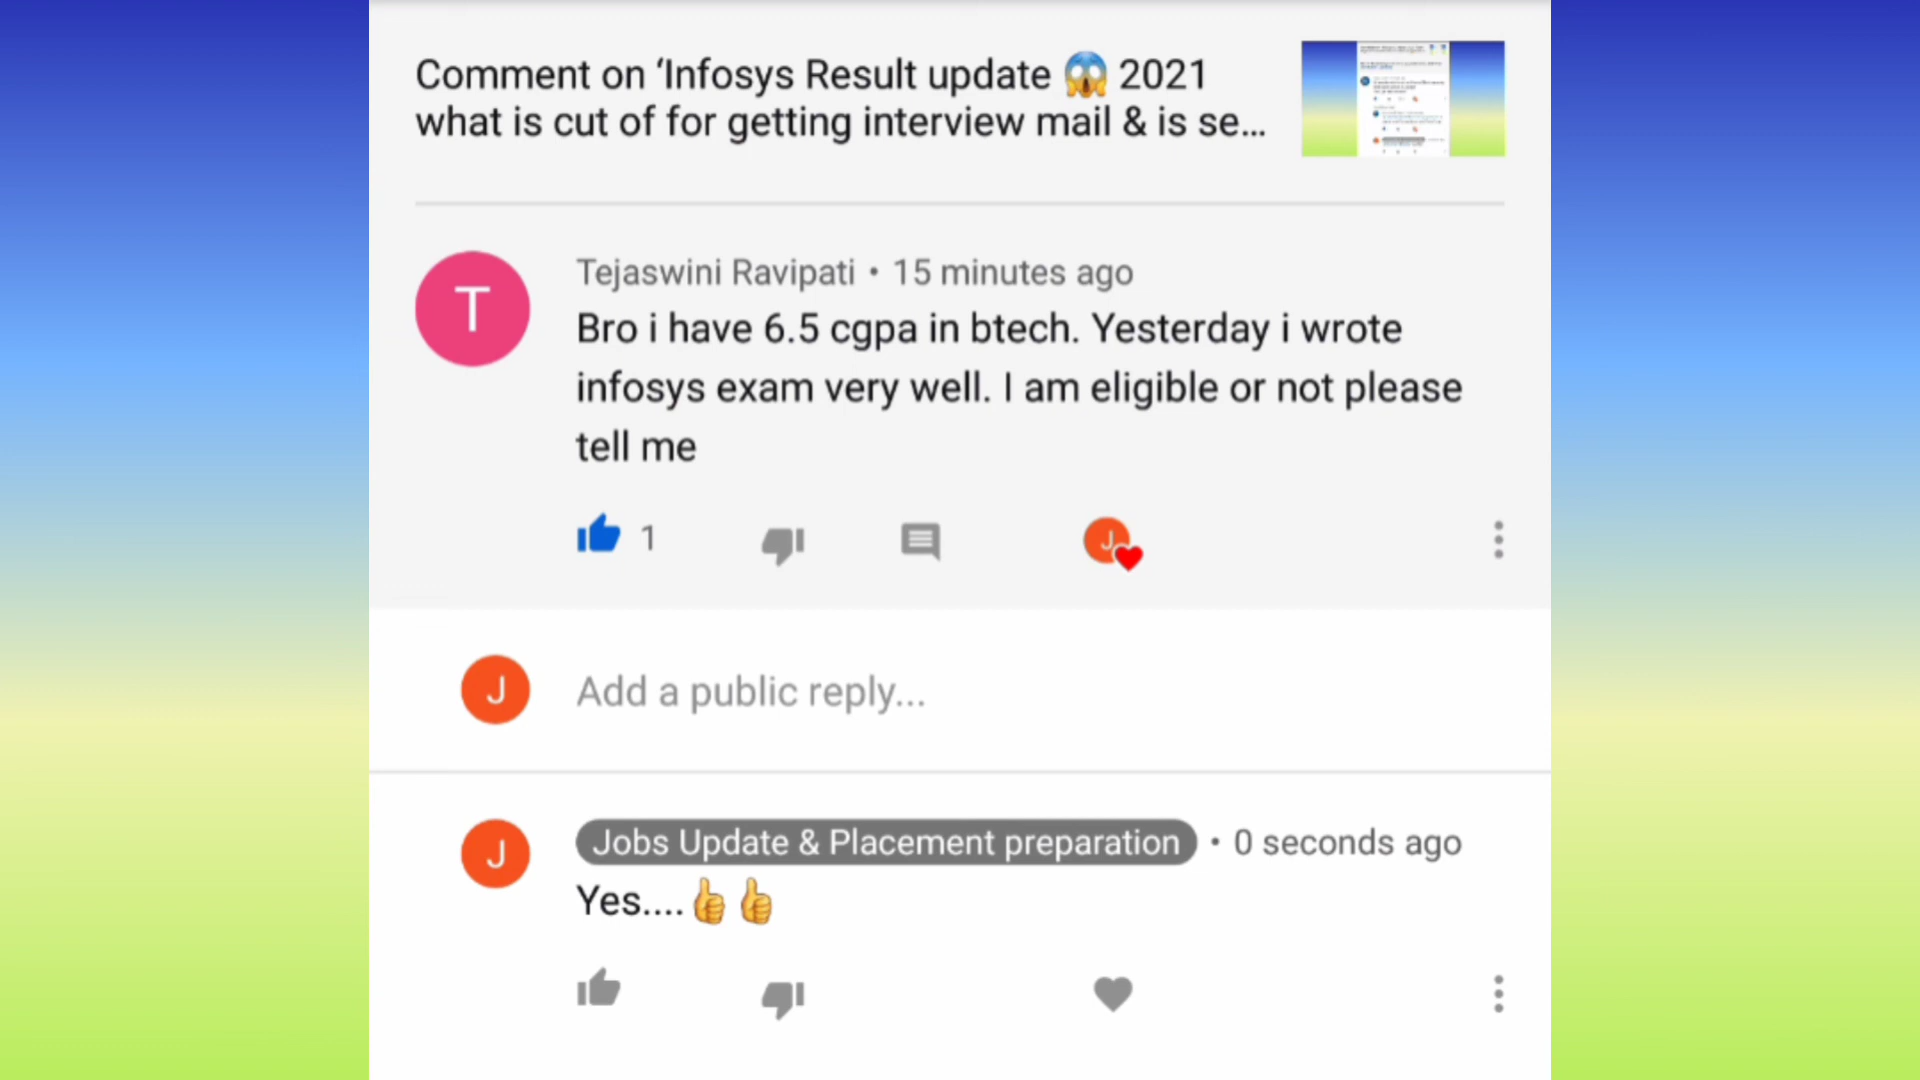 Comment on ‘Infosys Result update 😱 2021
what is cut of for getting interview mail & is se...
T
Tejaswini Ravipati • 15 minutes ago
Bro i have 6.5 cgpa in btech. Yesterday i wrote
infosys exam very well. I am eligible or not please
tell me
1
J
J
Add a public reply...
J
Jobs Update & Placement preparation • 0 seconds ago
Yes....👍👍